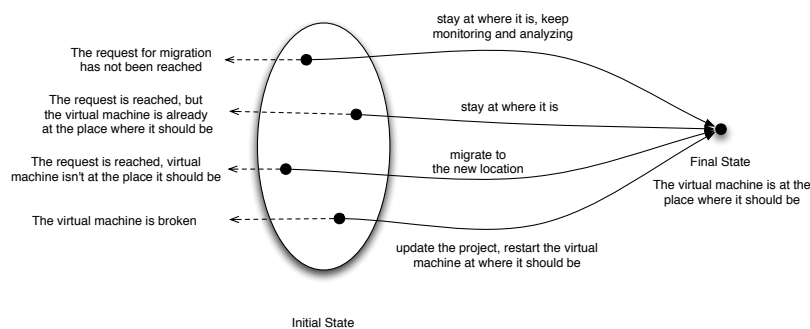 stay at where it is, keep
monitoring and analyzing
The request for migration
has not been reached
The request is reached, but
the virtual machine is already
at the place where it should be
stay at where it is
The request is reached, virtual
machine isn't at the place it should be
migrate to
the new location
Final State
The virtual machine is at the
place where it should be
The virtual machine is broken
update the project, restart the virtual
machine at where it should be
Initial State